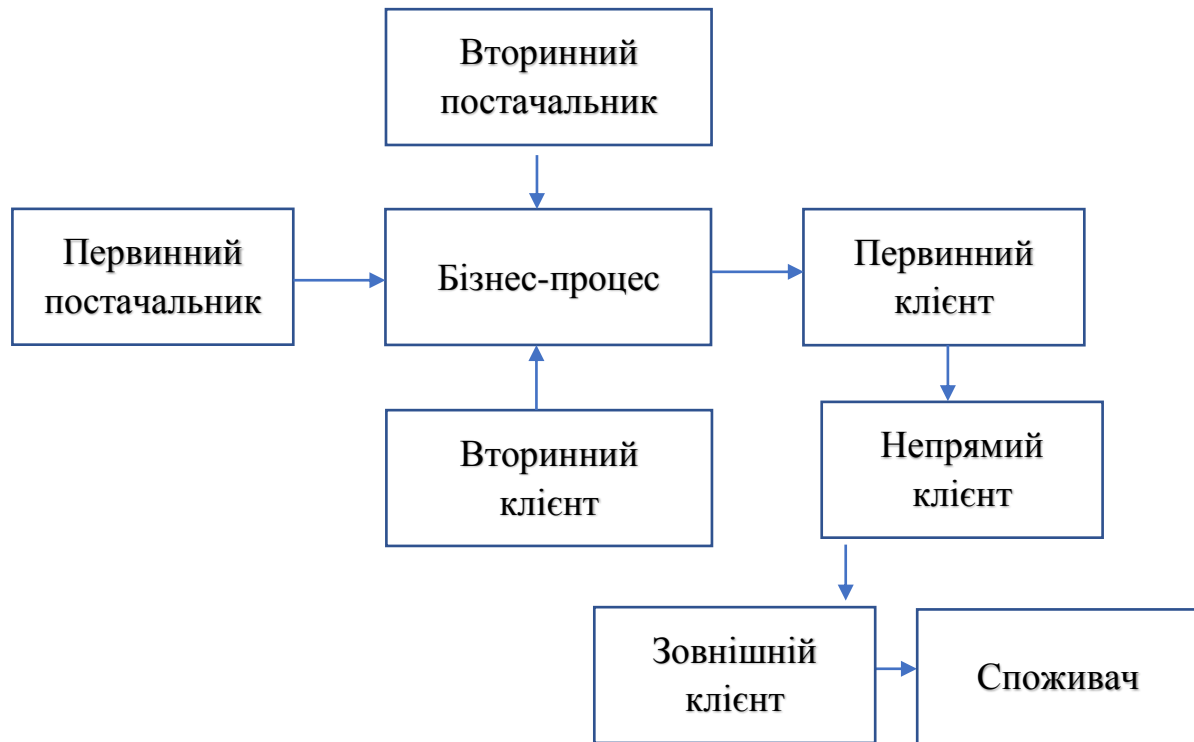 Вторинний
постачальник
Первинний
постачальник
Бізнес-процес
Первинний
клієнт
Вторинний
клієнт
Непрямий
клієнт
Зовнішній
клієнт
Споживач